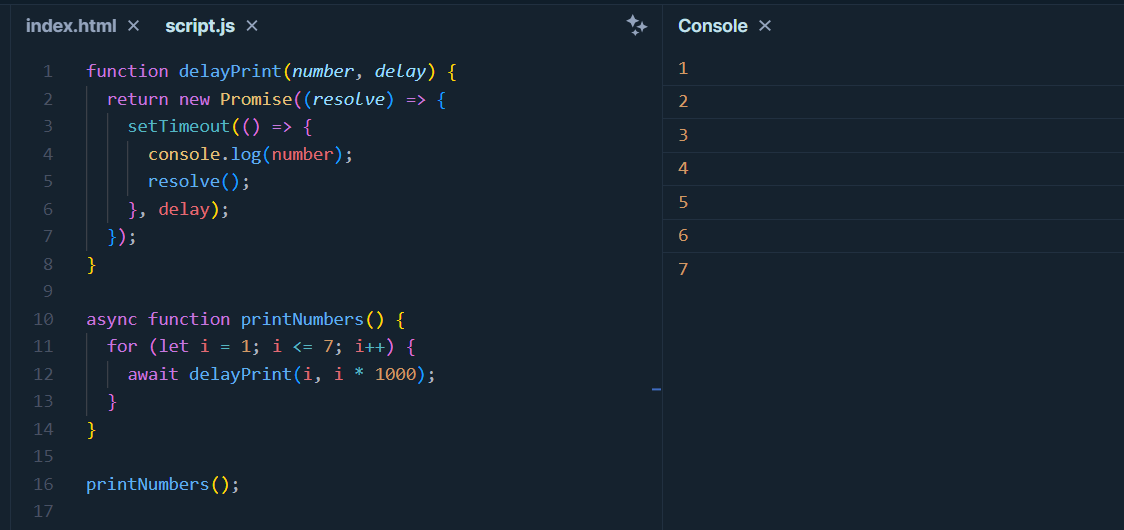 index.html × script.js ×
1 function delayPrint(number, delay) {
2 return new Promise((resolve) => {
3 setTimeout(() => {
4 console.log(number);
5 resolve();
6 }, delay);
7 });
8 }
9
10 async function printNumbers() {
11 for (let i = 1; i <= 7; i++) {
12 await delayPrint(i, i * 1000);
13 }
14 }
15
16 printNumbers();
17
Console ×
1
2
3
4
5
6
7